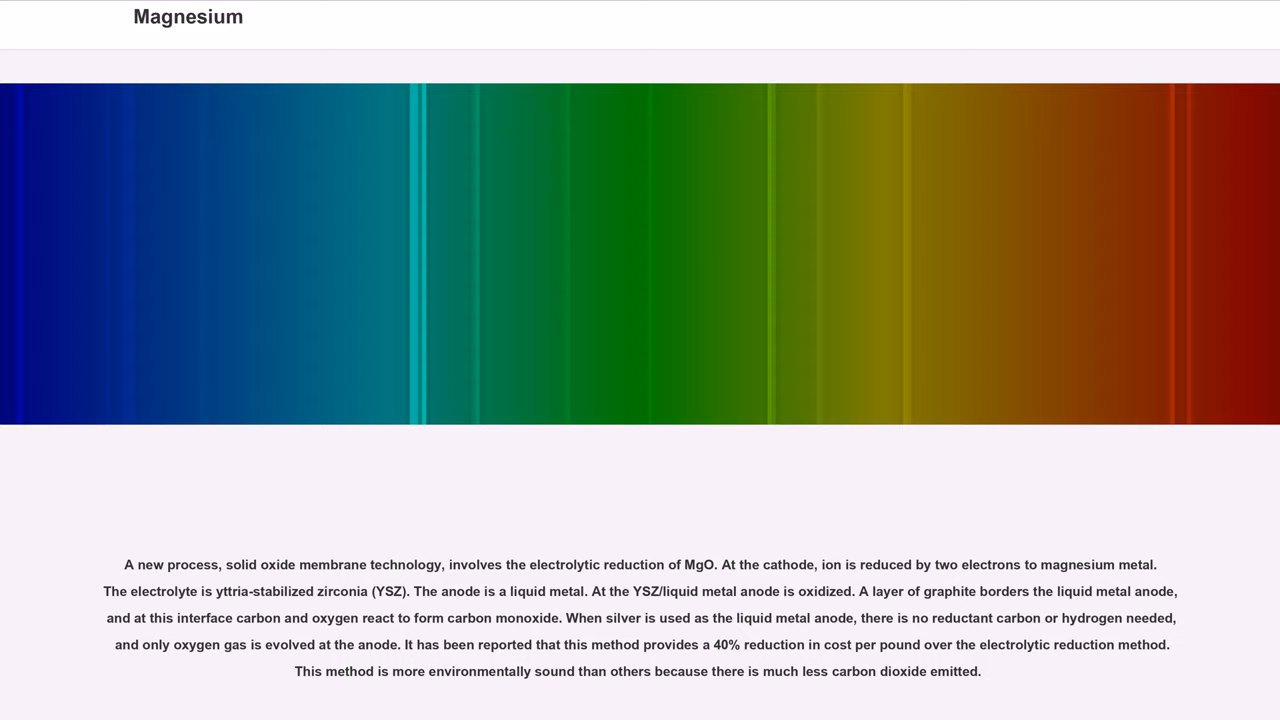 Magnesium
A new process, solid oxide membrane technology, involves the electrolytic reduction of MgO. At the cathode, ion is reduced by two electrons to magnesium metal.
The electrolyte is yttria-stabilized zirconia (YSZ). The anode is a liquid metal. At the YSZ/liquid metal anode is oxidized. A layer of graphite borders the liquid metal anode,
and at this interface carbon and oxygen react to form carbon monoxide. When silver is used as the liquid metal anode, there is no reductant carbon or hydrogen needed,
and only oxygen gas is evolved at the anode. It has been reported that this method provides a 40% reduction in cost per pound over the electrolytic reduction method.
This method is more environmentally sound than others because there is much less carbon dioxide emitted.